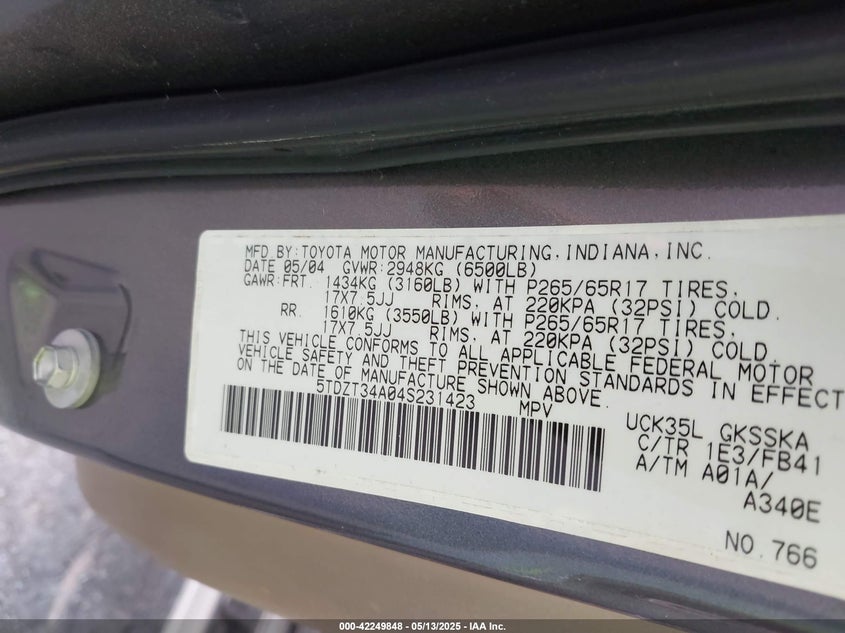 MFD.BY:TOYOTA MOTOR MANUFACTURING,INDIANA,INC.
DATE 05/04 GVWR:2948KG (6500LB)
GAWR:FRT. 1434KG (3160LB) WITH P265/65R17 TIRES,
17X7.5JJ RIMS, AT 220KPA (32PSI) COLD.
RR. 1610KG (3550LB) WITH P265/65R17 TIRES,
17X7.5JJ RIMS, AT 220KPA (32PSI) COLD.
THIS VEHICLE CONFORMS TO ALL APPLICABLE FEDERAL MOTOR
VEHICLE SAFETY AND THEFT PREVENTION STANDARDS IN EFFECT
ON THE DATE OF MANUFACTURE SHOWN ABOVE.
5TDZT34A04S231423 MPV
UCK35L GKSSKA
C/TR 1E3/FB41
A/TM A01A/
A340E
NO.766
000-42249848 - 05/13/2025 - IAA Inc.